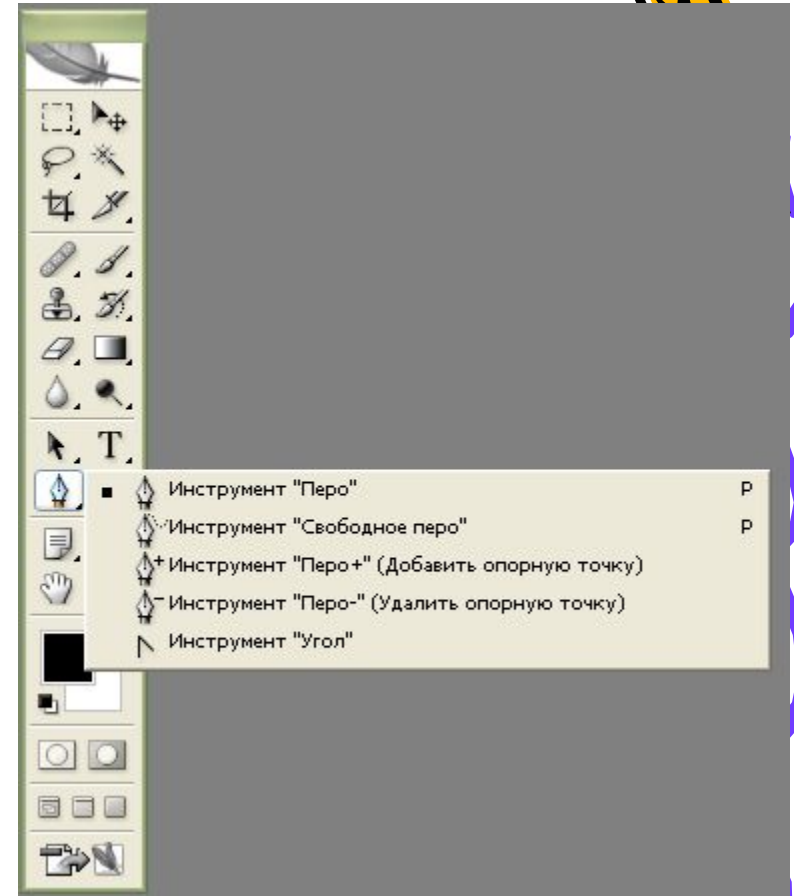 Инструмент "Перо" P
Инструмент "Свободное перо" P
Инструмент "Перо+" (Добавить опорную точку)
Инструмент "Перо-" (Удалить опорную точку)
Инструмент "Угол"